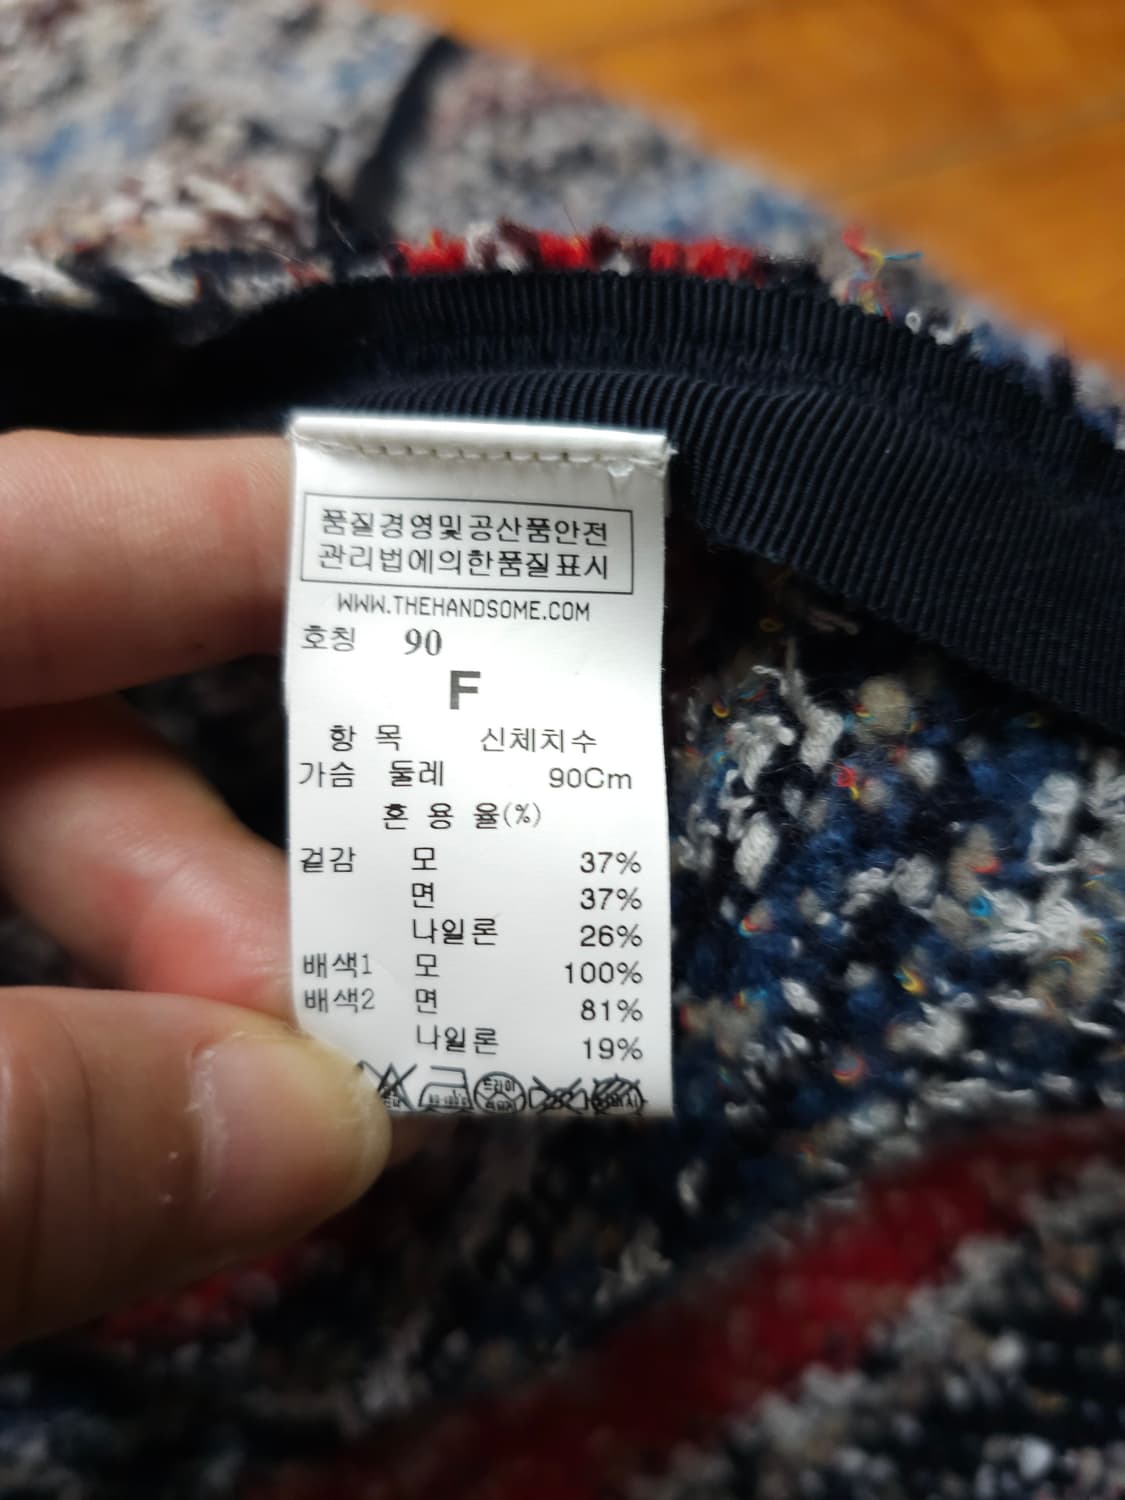 품질경영및공산품안전
관리법에의한품질표시
WWW.THEHANDSOME.COM
호칭 90
F
항 목 신체치수
가슴 둘레 90Cm
혼 용 율(%)
겉감 모 37%
면 37%
나일론 26%
배색1 모 100%
배색2 면 81%
나일론 19%
드라이